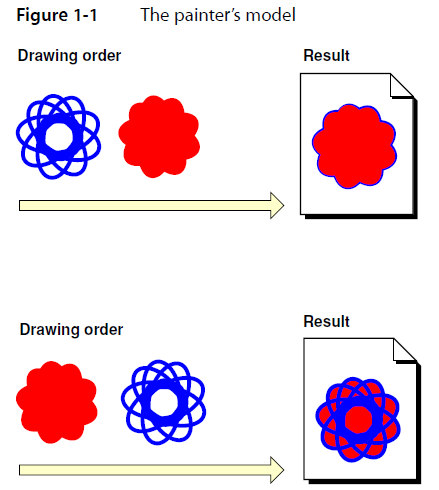 Figure 1-1 The painter’s model
Drawing order Result
Drawing order Result